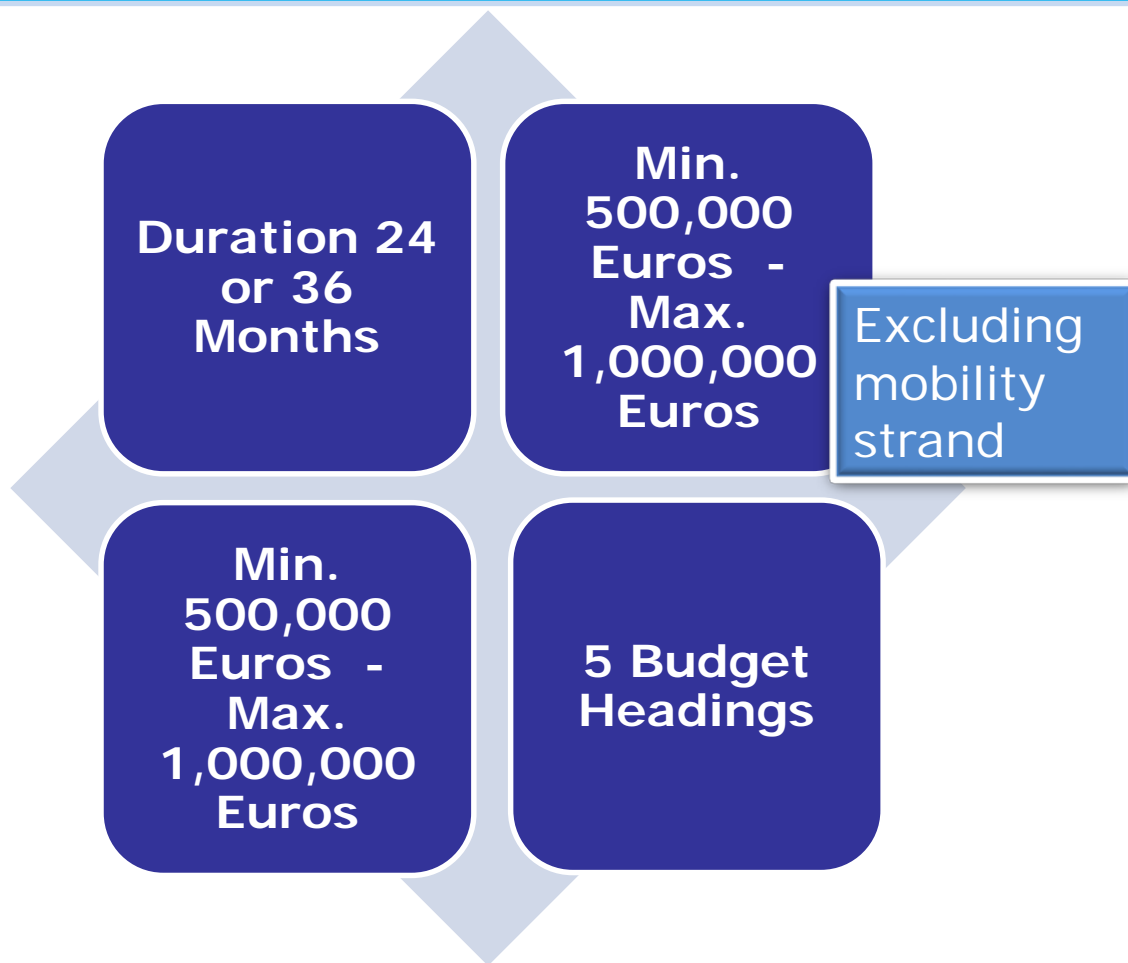 Duration 24
or 36
Months
Min.
500,000
Euros -
Max.
1,000,000
Euros
Excluding
mobility
strand
Min.
500,000
Euros -
Max.
1,000,000
Euros
5 Budget
Headings